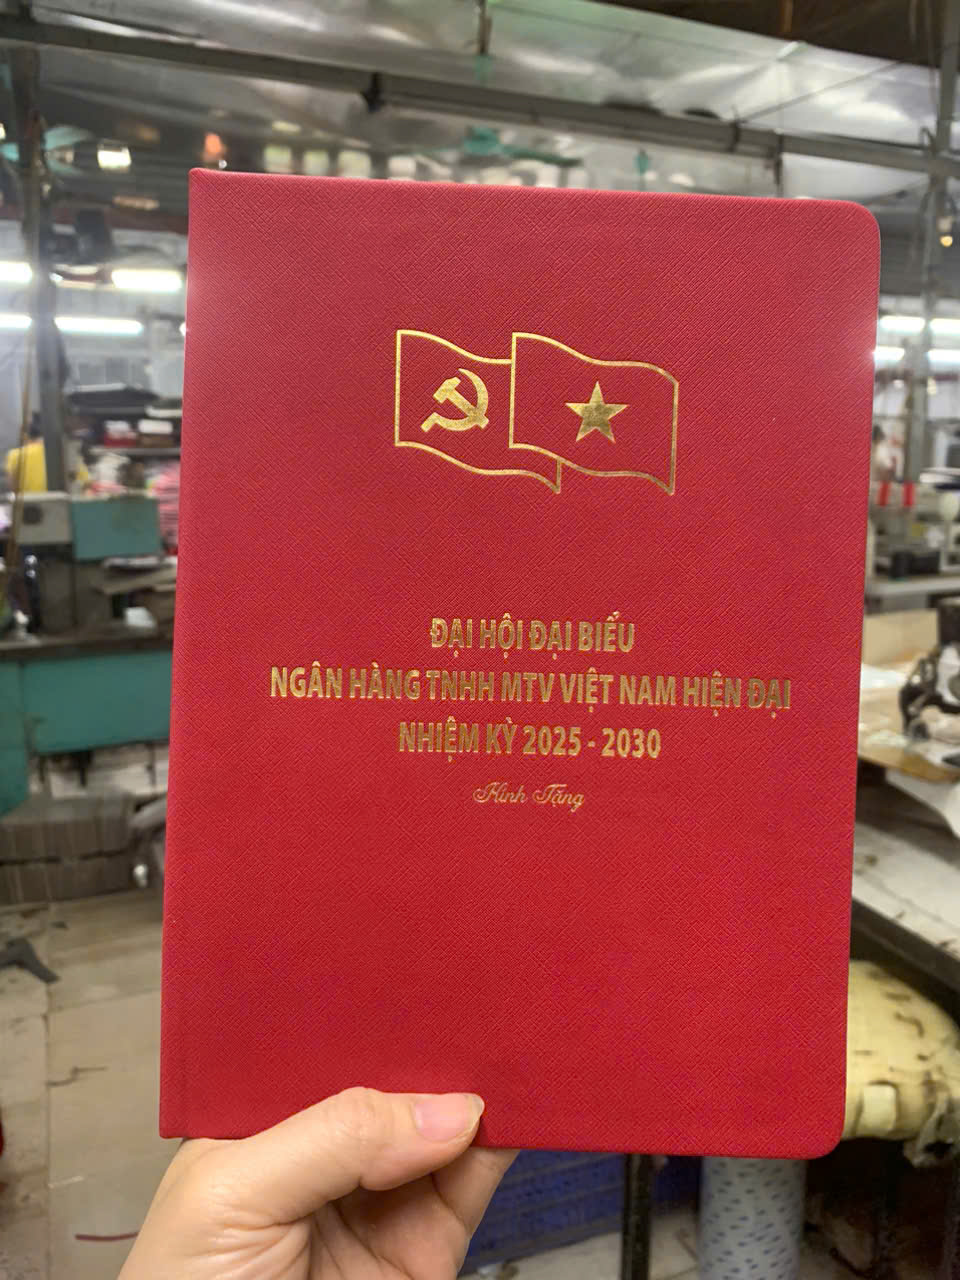 ĐẠI HỘI ĐẠI BIỂU
NGÂN HÀNG TNHH MTV VIỆT NAM HIỆN ĐẠI
NHIỆM KỲ 2025 - 2030
Kính Tặng